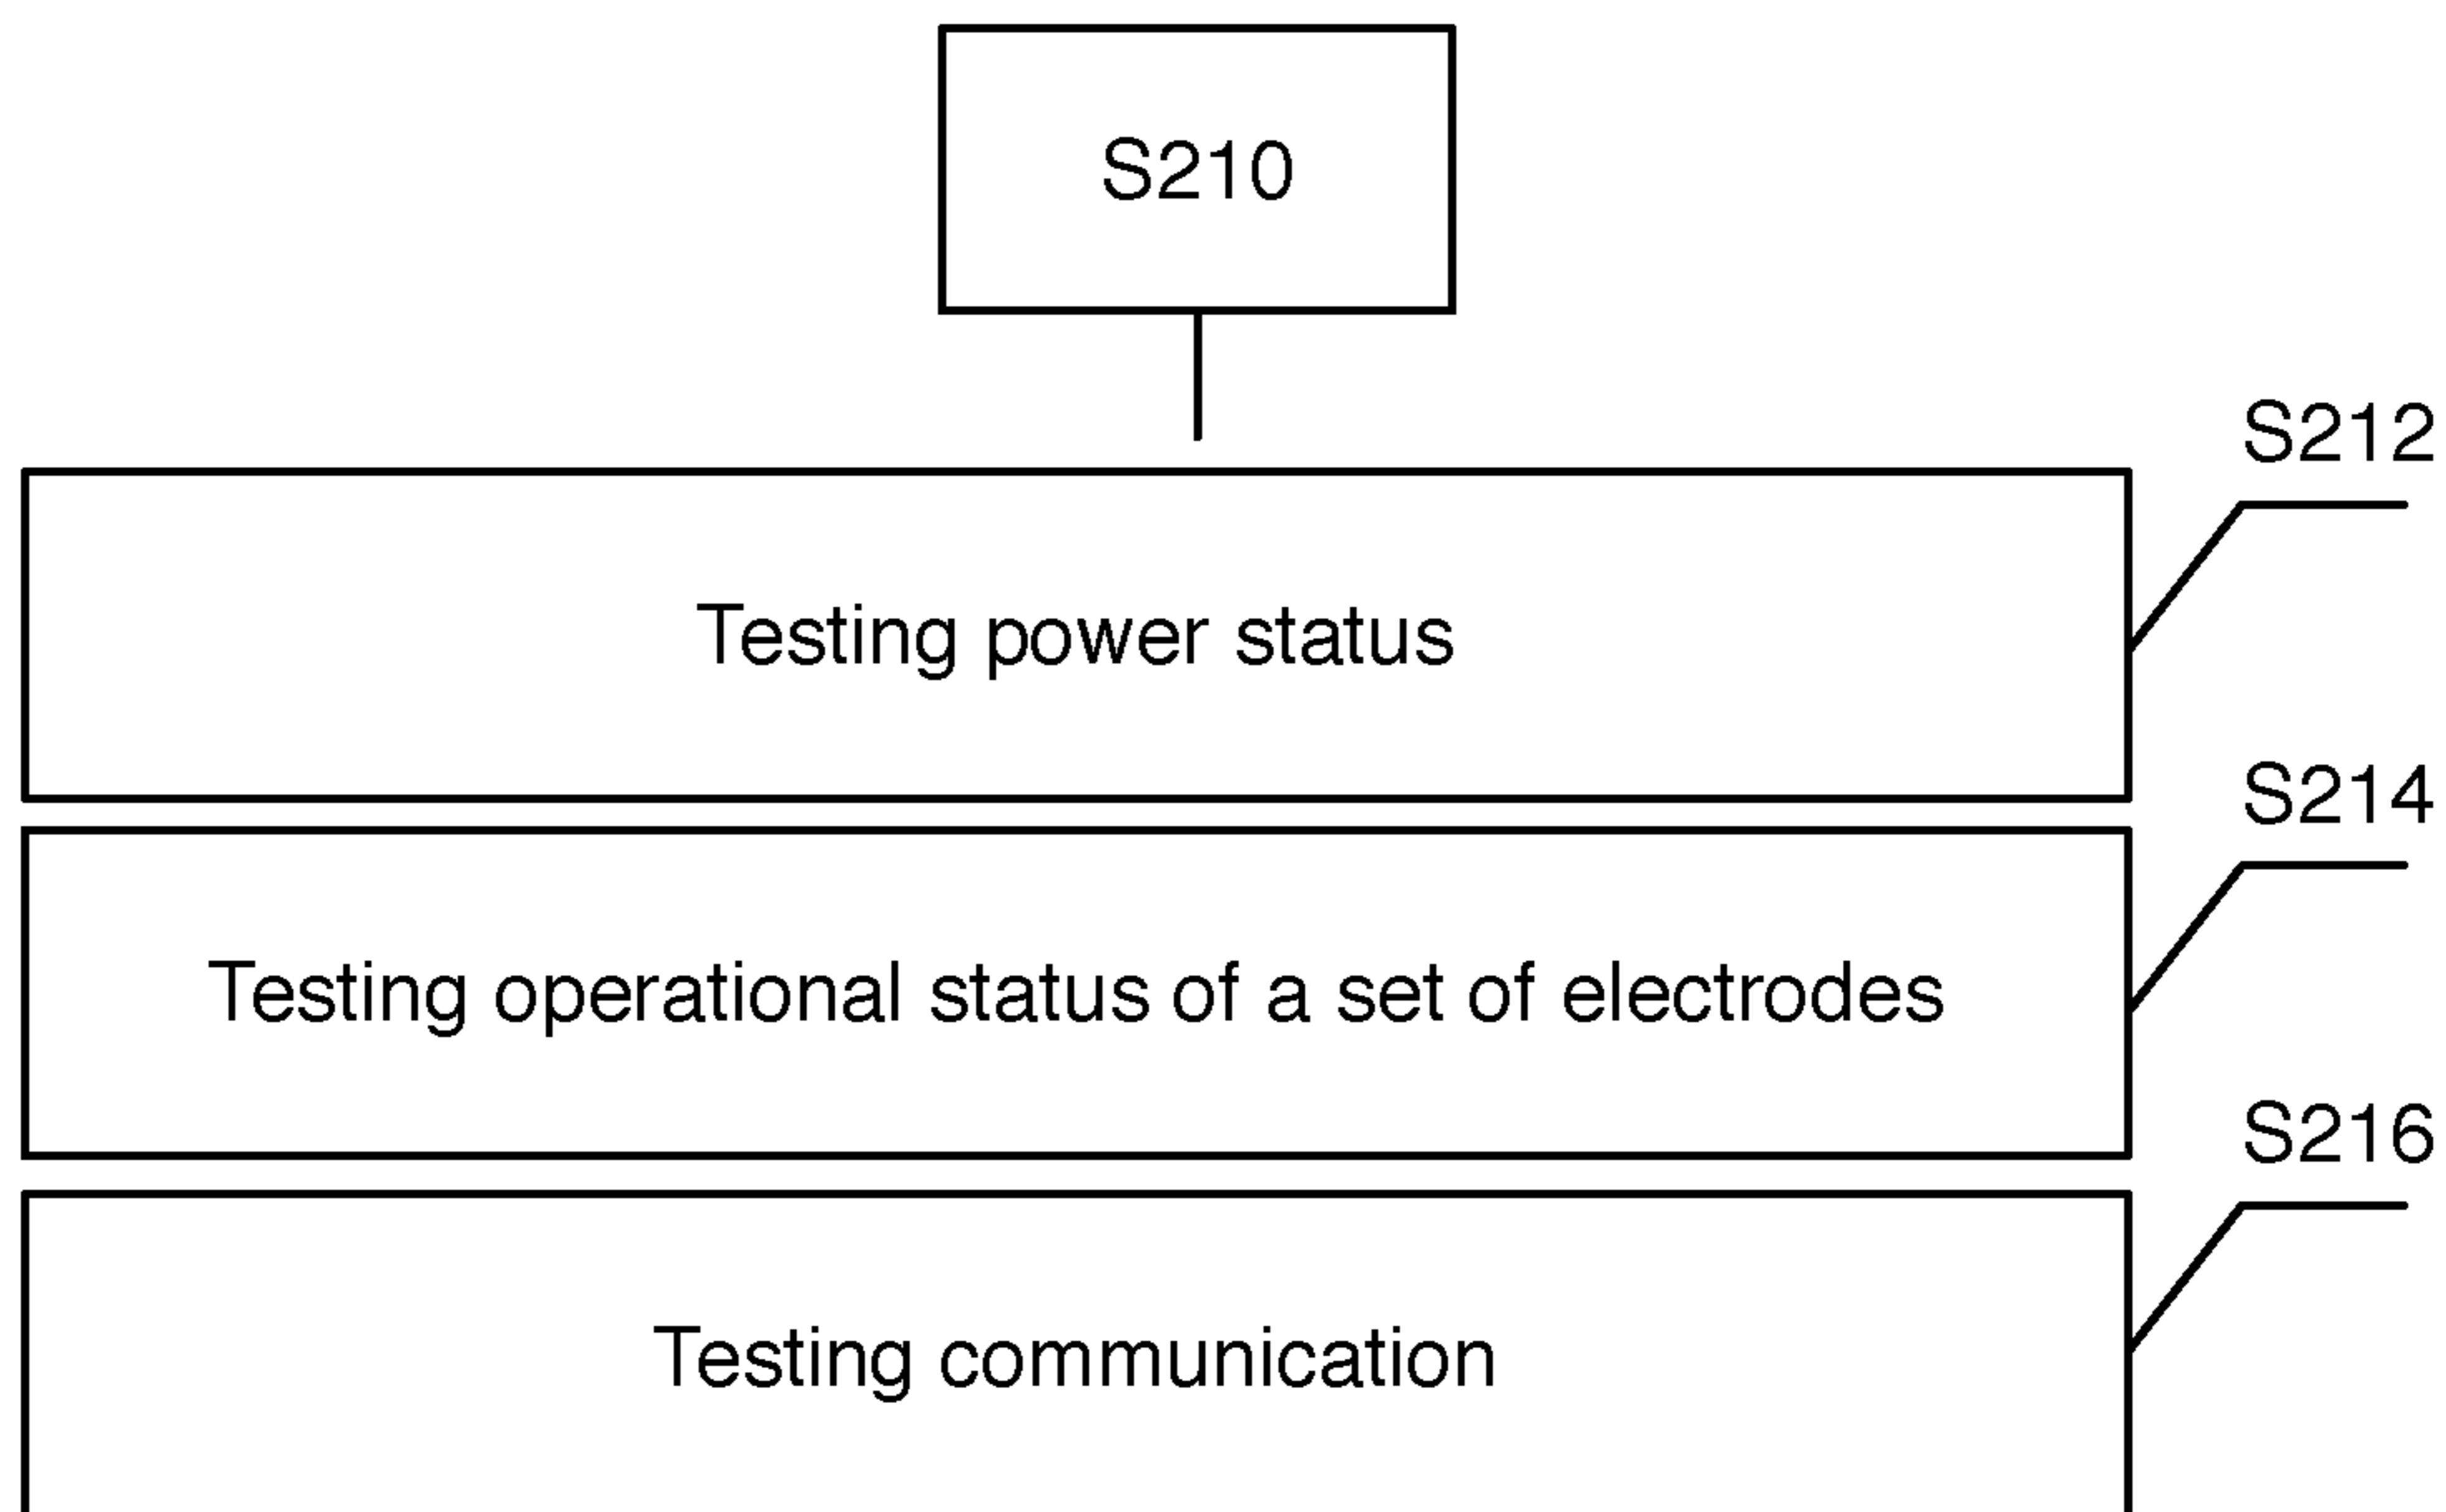 S210
S212
Testing power status
S214
Testing operational status of a set of electrodes
S216
Testing communication